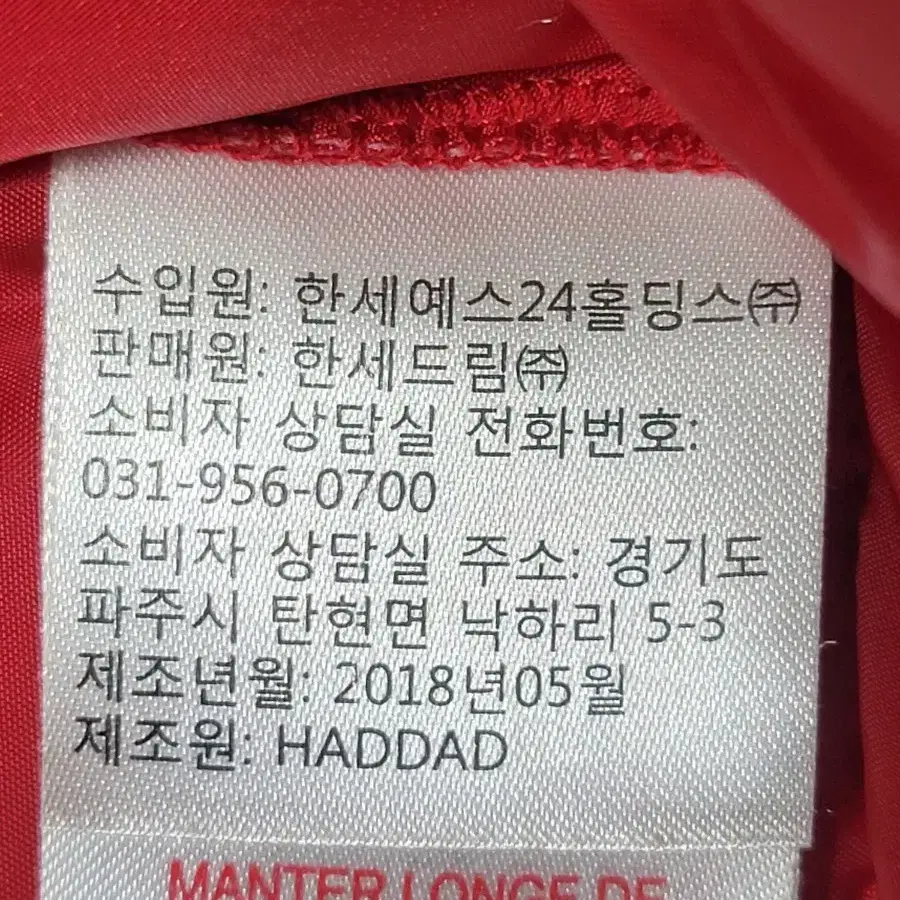 수입원: 한세예스24홀딩스㈜
판매원: 한세드림㈜
소비자 상담실 전화번호:
031-956-0700
소비자 상담실 주소: 경기도
파주시 탄현면 낙하리 5-3
제조년월: 2018년05월
제조원: HADDAD
MANTER LONGE DE